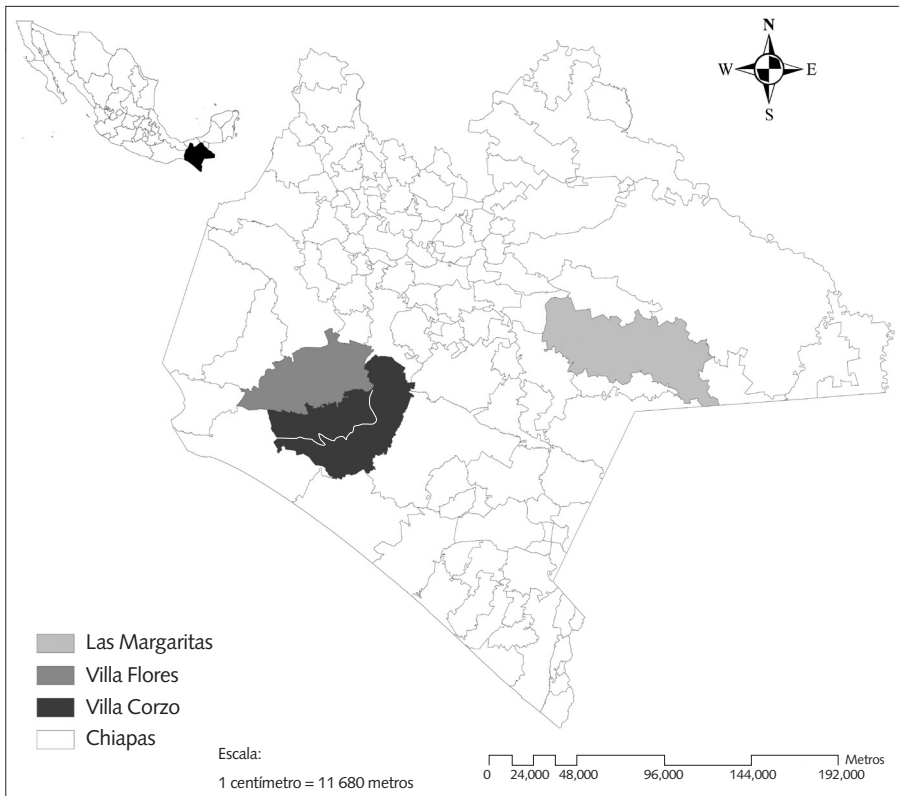 N
W E
S
Las Margaritas
Villa Flores
Villa Corzo
Chiapas
Escala:
1 centímetro = 11 680 metros
Metros
0 24,000 48,000 96,000 144,000 192,000